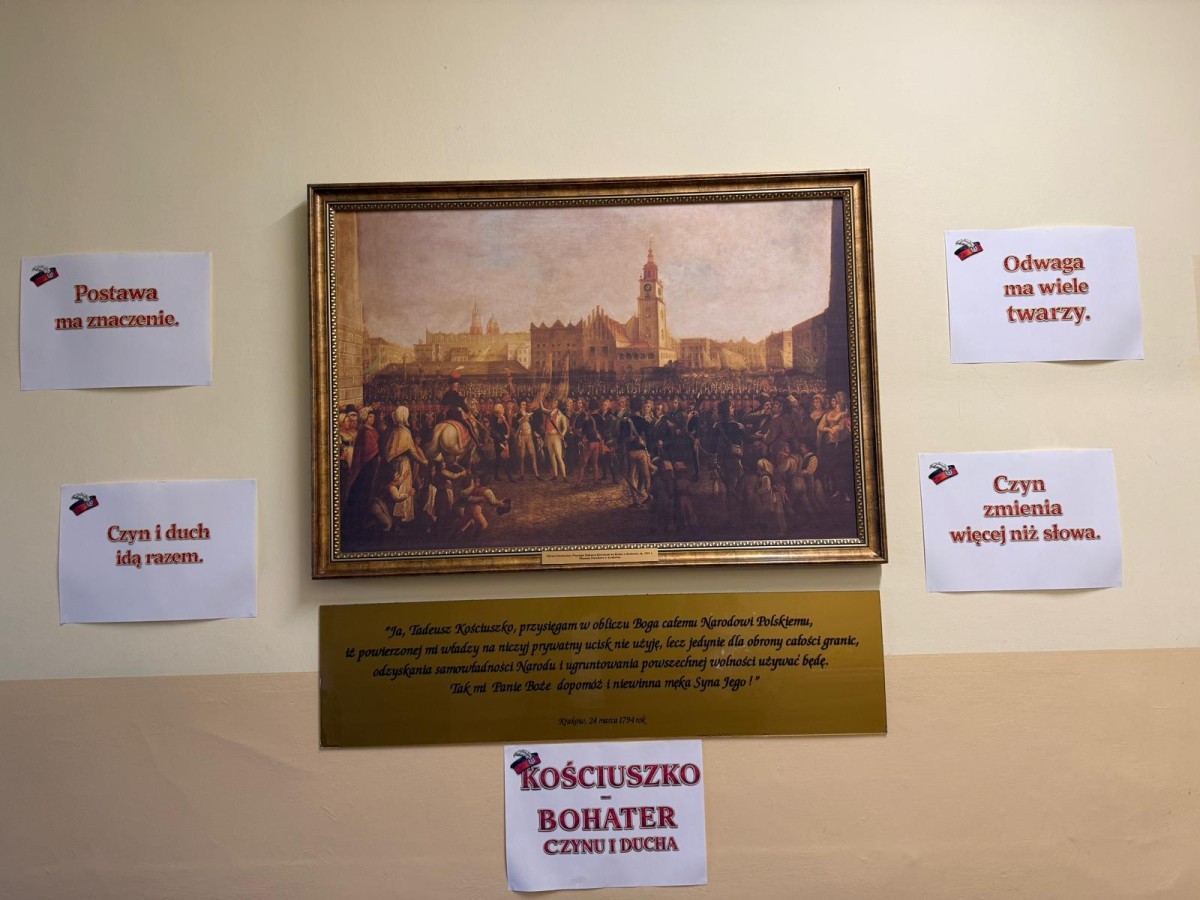 Postawa
ma znaczenie.
Odwaga
ma wiele
twarzy.
Czyn i duch
idą razem.
Czyn
zmienia
więcej niż słowa.
"Ja, Tadeusz Kościuszko, przysięgam w obliczu Boga całemu Narodowi Polskiemu,
iż powierzonej mi władzy na niczyj prywatny ucisk nie użyję, lecz jedynie dla obrony całości granic,
odzyskania samowładności Narodu i ugruntowania powszechnej wolności używać będę.
Tak mi Panie Boże dopomóż i niewinna męka Syna Jego!"
Kraków, 24 marca 1794 rok
KOŚCIUSZKO
-
BOHATER
CZYNU I DUCHA